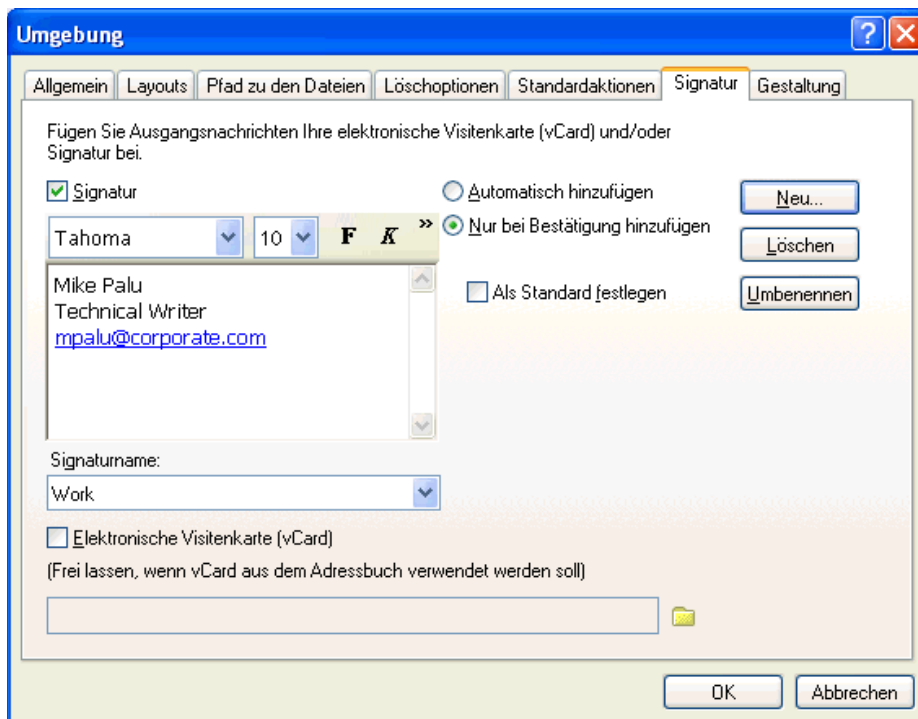 Umgebung
?
Allgemein Layouts Pfad zu den Dateien Löschoptionen Standardaktionen Signatur Gestaltung
Fügen Sie Ausgangsnachrichten Ihre elektronische Visitenkarte (vCard) und/oder
Signatur bei.
Signatur
Automatisch hinzufügen
Neu...
Tahoma 10 F K »
Nur bei Bestätigung hinzufügen
Löschen
Mike Palu
Technical Writer
mpalu@corporate.com
Als Standard festlegen
Umbenennen
Signaturname:
Work
Elektronische Visitenkarte (vCard)
(Frei lassen, wenn vCard aus dem Adressbuch verwendet werden soll)
OK Abbrechen